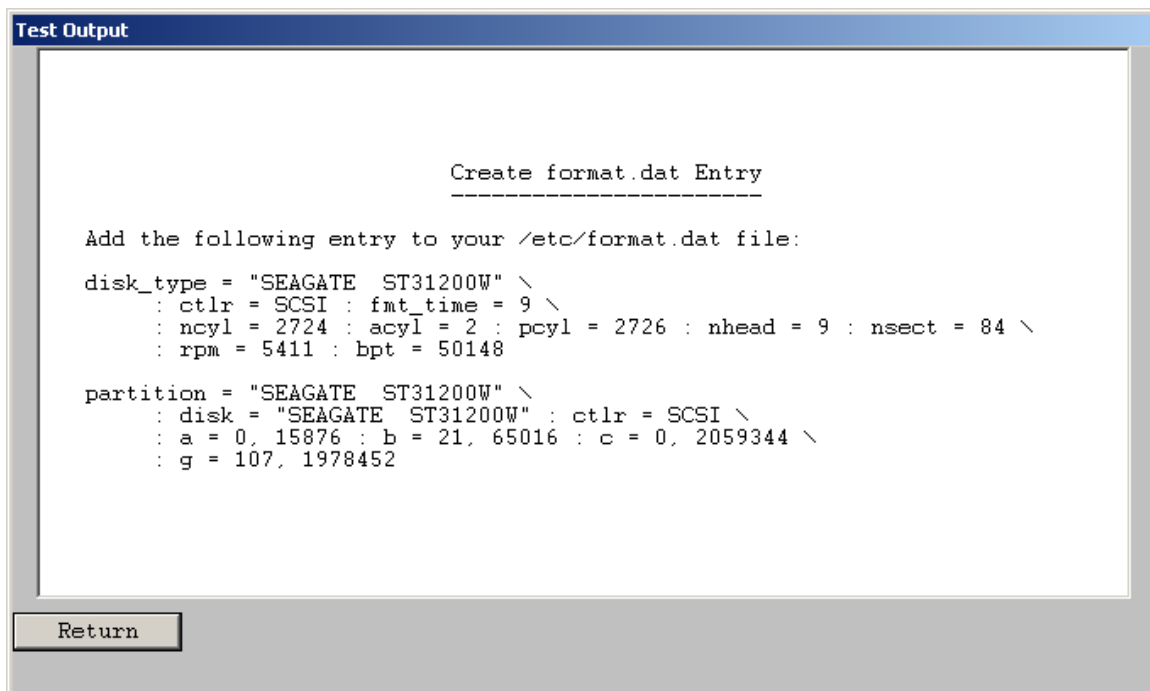 Test Output
Create format.dat Entry
-----------------------
Add the following entry to your /etc/format.dat file:
disk_type = "SEAGATE  ST31200W" \
: ctlr = SCSI : fmt_time = 9 \
: ncyl = 2724 : acyl = 2 : pcyl = 2726 : nhead = 9 : nsect = 84 \
: rpm = 5411 : bpt = 50148
partition = "SEAGATE  ST31200W" \
: disk = "SEAGATE  ST31200W" : ctlr = SCSI \
: a = 0, 15876 : b = 21, 65016 : c = 0, 2059344 \
: g = 107, 1978452
Return